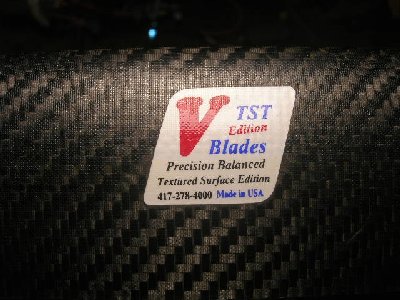 V TST
Edition
Blades
Precision Balanced
Textured Surface Edition
417-278-4000 Made in USA